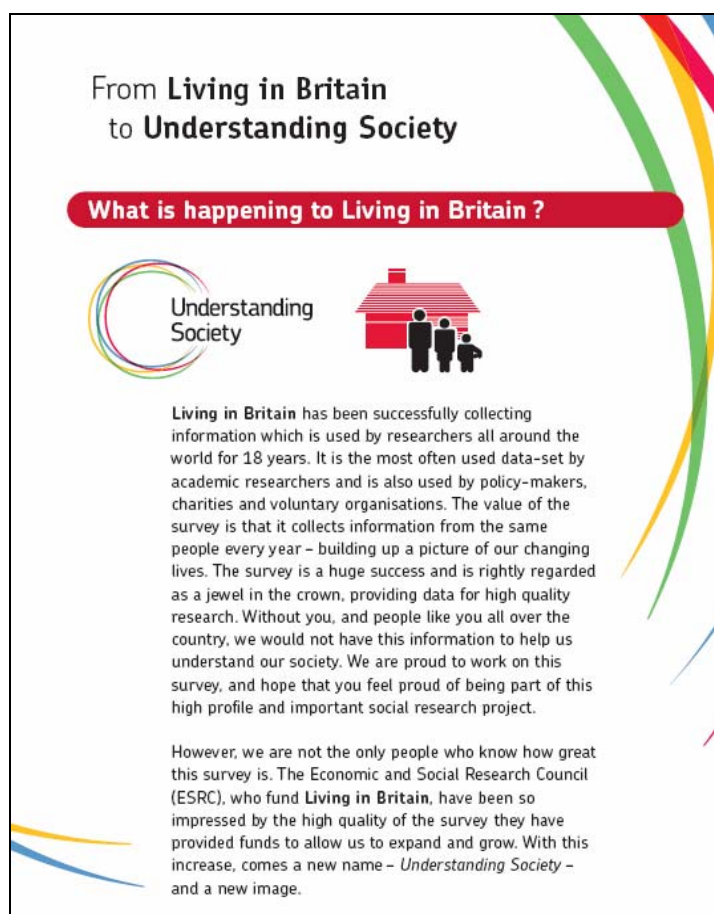 From Living in Britain
to Understanding Society
What is happening to Living in Britain ?
Understanding
Society
Living in Britain has been successfully collecting
information which is used by researchers all around the
world for 18 years. It is the most often used data-set by
academic researchers and is also used by policy-makers,
charities and voluntary organisations. The value of the
survey is that it collects information from the same
people every year – building up a picture of our changing
lives. The survey is a huge success and is rightly regarded
as a jewel in the crown, providing data for high quality
research. Without you, and people like you all over the
country, we would not have this information to help us
understand our society. We are proud to work on this
survey, and hope that you feel proud of being part of this
high profile and important social research project.
However, we are not the only people who know how great
this survey is. The Economic and Social Research Council
(ESRC), who fund Living in Britain, have been so
impressed by the high quality of the survey they have
provided funds to allow us to expand and grow. With this
increase, comes a new name – Understanding Society –
and a new image.